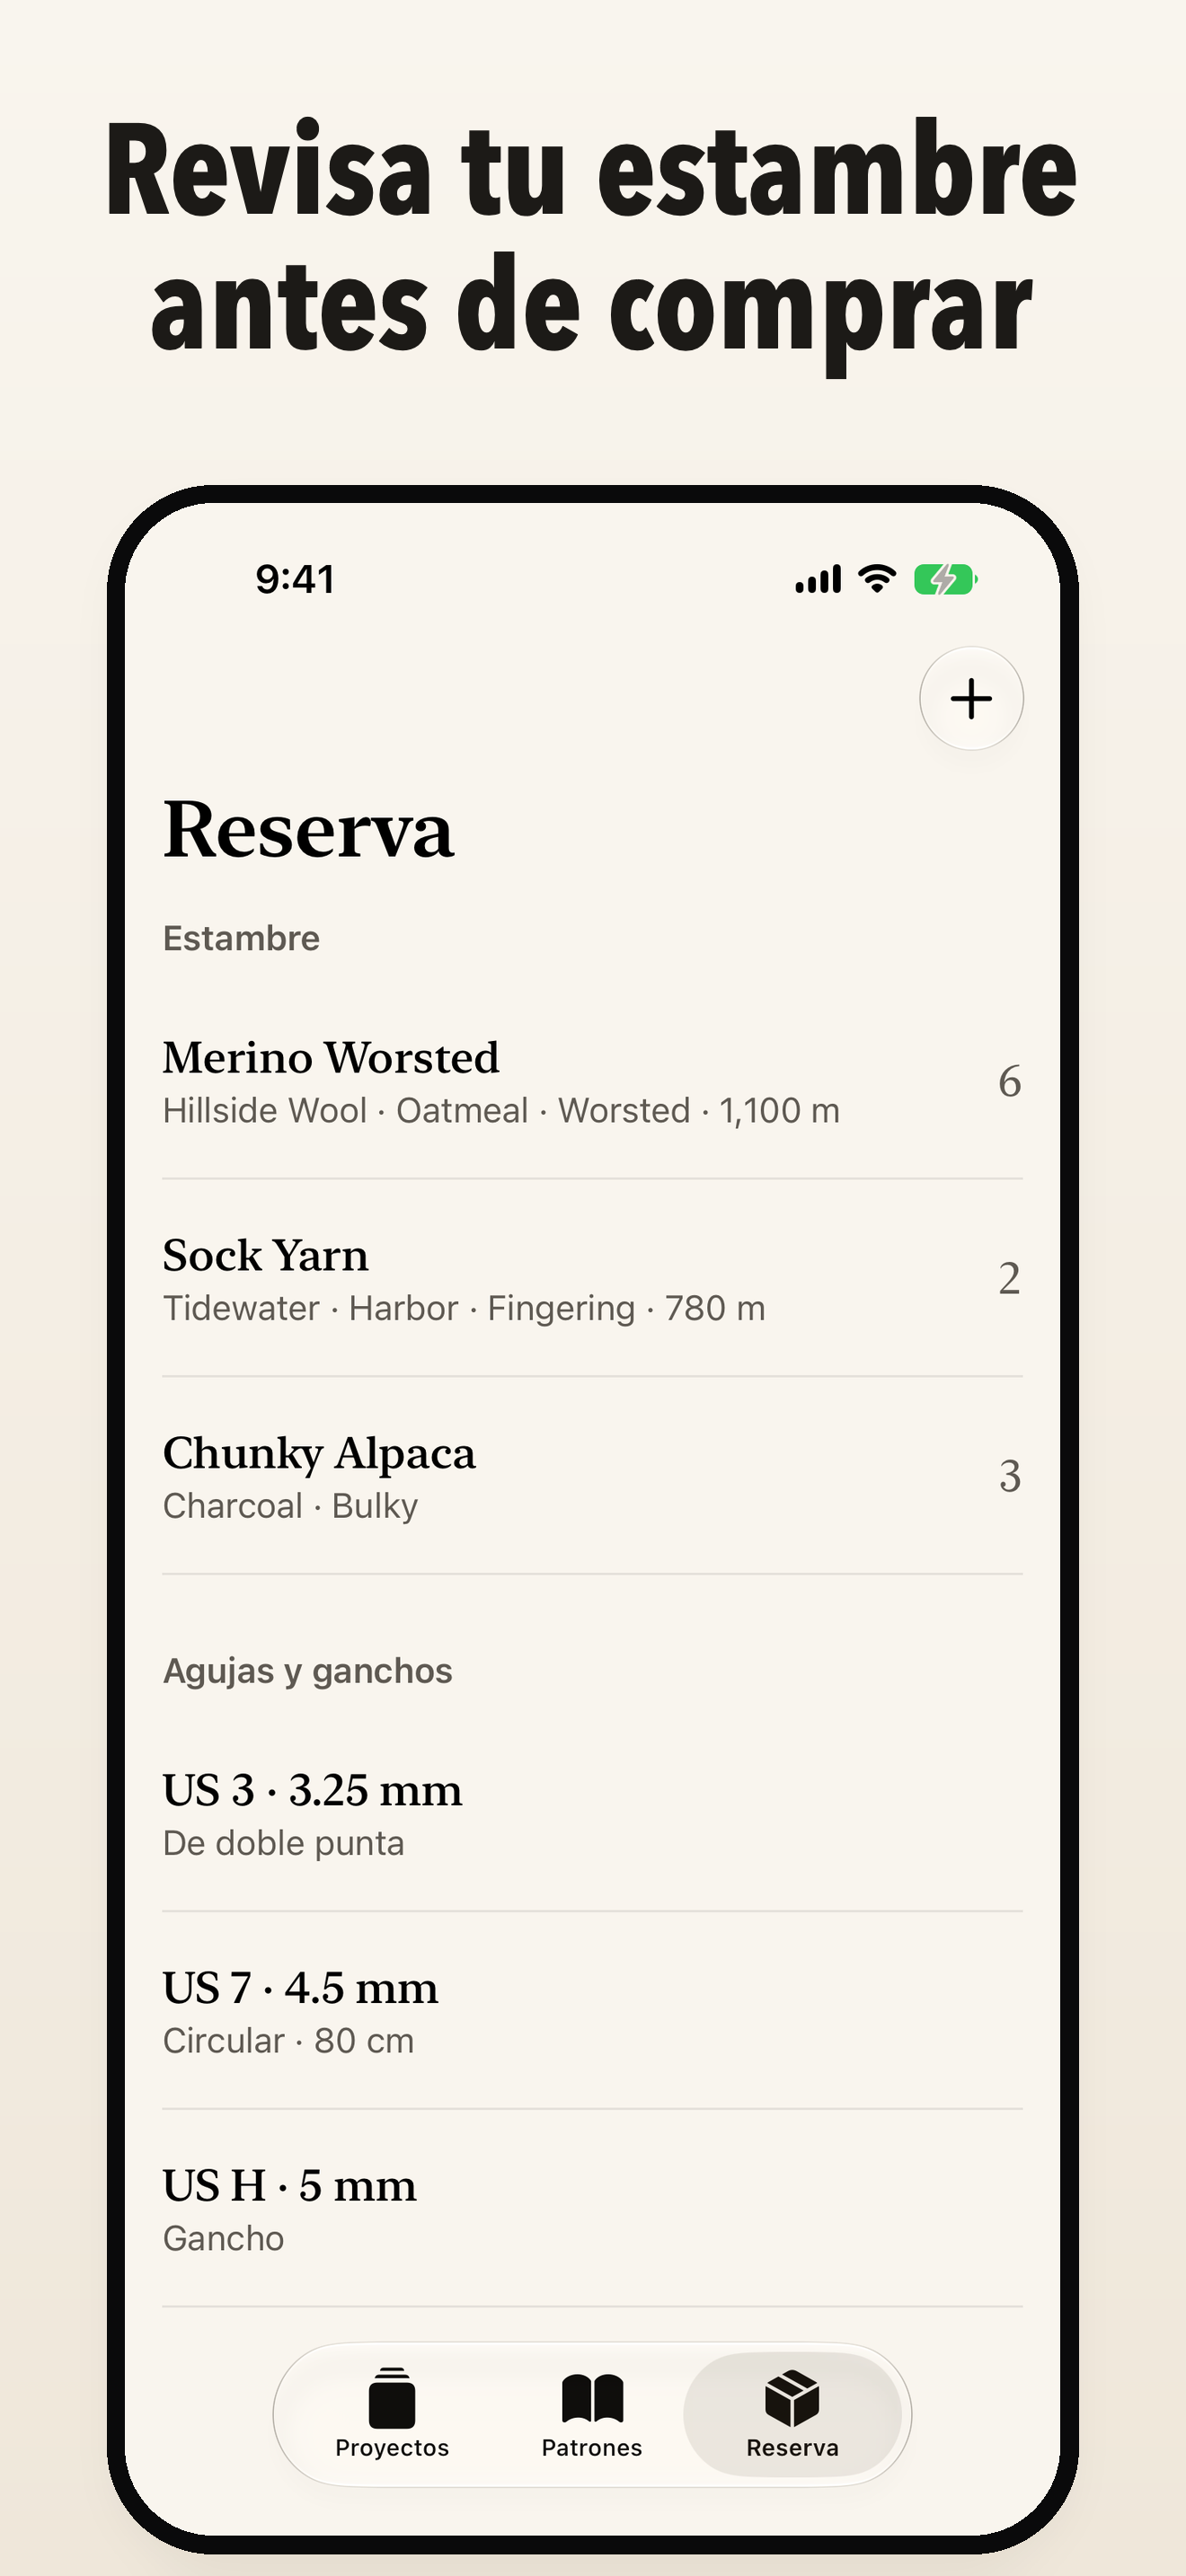 Revisa tu estambre
antes de comprar
9:41
Reserva
Estambre
Merino Worsted
Hillside Wool · Oatmeal · Worsted · 1,100 m
6
Sock Yarn
Tidewater · Harbor · Fingering · 780 m
2
Chunky Alpaca
Charcoal · Bulky
3
Agujas y ganchos
US 3 · 3.25 mm
De doble punta
US 7 · 4.5 mm
Circular · 80 cm
US H · 5 mm
Gancho
Proyectos
Patrones
Reserva